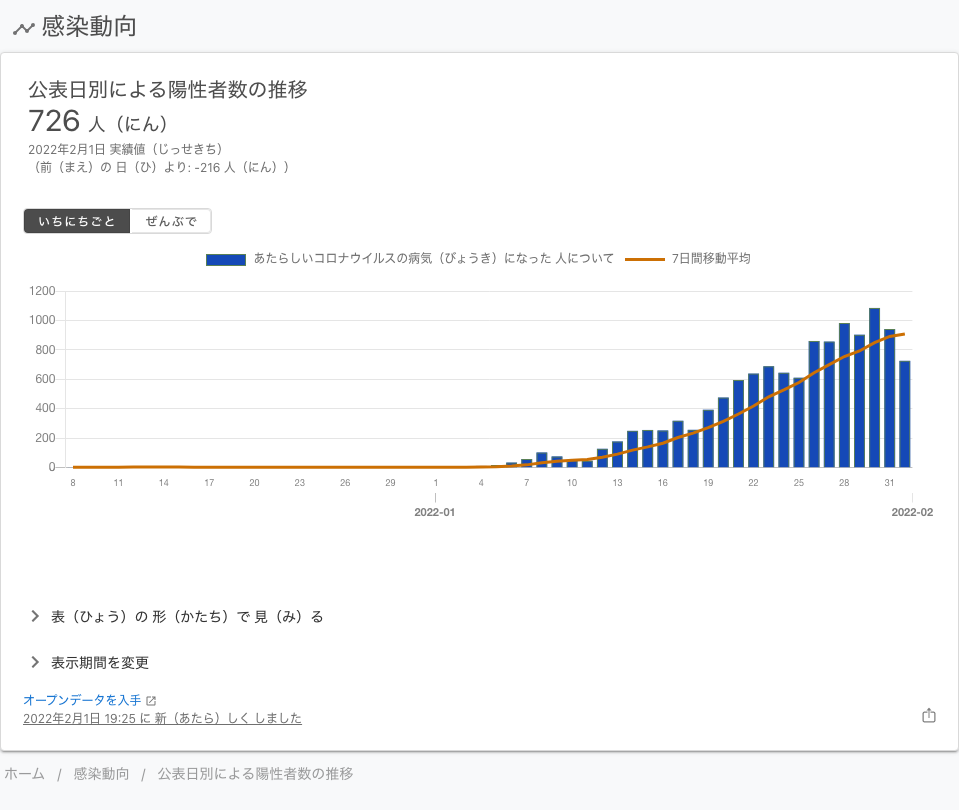 感染動向
公表日別による陽性者数の推移
726 人（にん）
2022年2月1日 実績値（じっせきち）
（前（まえ）の 日（ひ）より: -216 人（にん））
いちにちごと ぜんぶで
あたらしいコロナウイルスの病気（びょうき）になった 人について 7日間移動平均
1200
1000
800
600
400
200
0
8 11 14 17 20 23 26 29 1 4 7 10 13 16 19 22 25 28 31
2022-01 2022-02
表（ひょう）の 形（かたち）で 見（み）る
表示期間を変更
オープンデータを入手
2022年2月1日 19:25 に 新（あたら）しく しました
ホーム / 感染動向 / 公表日別による陽性者数の推移